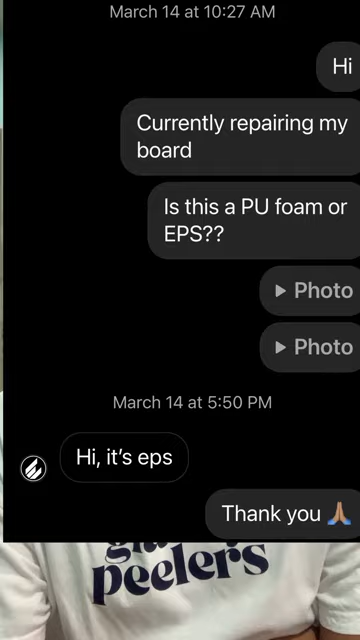 March 14 at 10:27 AM
Hi
Currently repairing my
board
Is this a PU foam or
EPS??
Photo
Photo
March 14 at 5:50 PM
Hi, it's eps
Thank you 🙏🏽
peelers